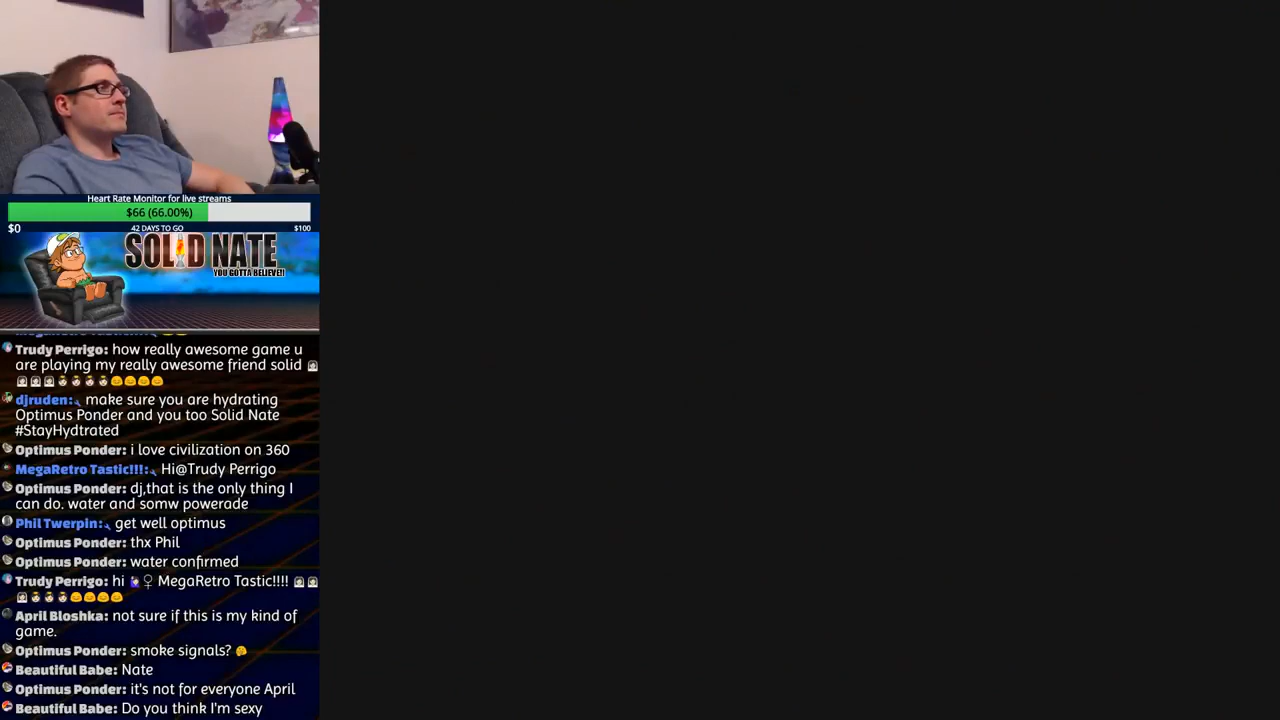 Heart Rate Monitor for live streams
$66 (66.00%)
$0 42 DAYS TO GO $100
SOLID NATE
YOU GOTTA BELIEVE!!
Trudy Perrigo: how really awesome game u
are playing my really awesome friend solid 👩🏻
👩🏻👩🏻👩🏻👼🏻👼🏻👼🏻👼🏻😊😊😊😊
djruden: make sure you are hydrating
Optimus Ponder and you too Solid Nate
#StayHydtrated
Optimus Ponder: i love civilization on 360
MegaRetro Tastic!!!: Hi@Trudy Perrigo
Optimus Ponder: dj,that is the only thing I
can do. water and somw powerade
Phil Twerpin: get well optimus
Optimus Ponder: thx Phil
Optimus Ponder: water confirmed
Trudy Perrigo: hi 🙋🏻♀ MegaRetro Tastic!!!! 👩🏻👩🏻
👩🏻👼🏻👼🏻👼🏻😊😊😊😊
April Bloshka: not sure if this is my kind of
game.
Optimus Ponder: smoke signals? 🤔
Beautiful Babe: Nate
Optimus Ponder: it's not for everyone April
Beautiful Babe: Do you think I'm sexy